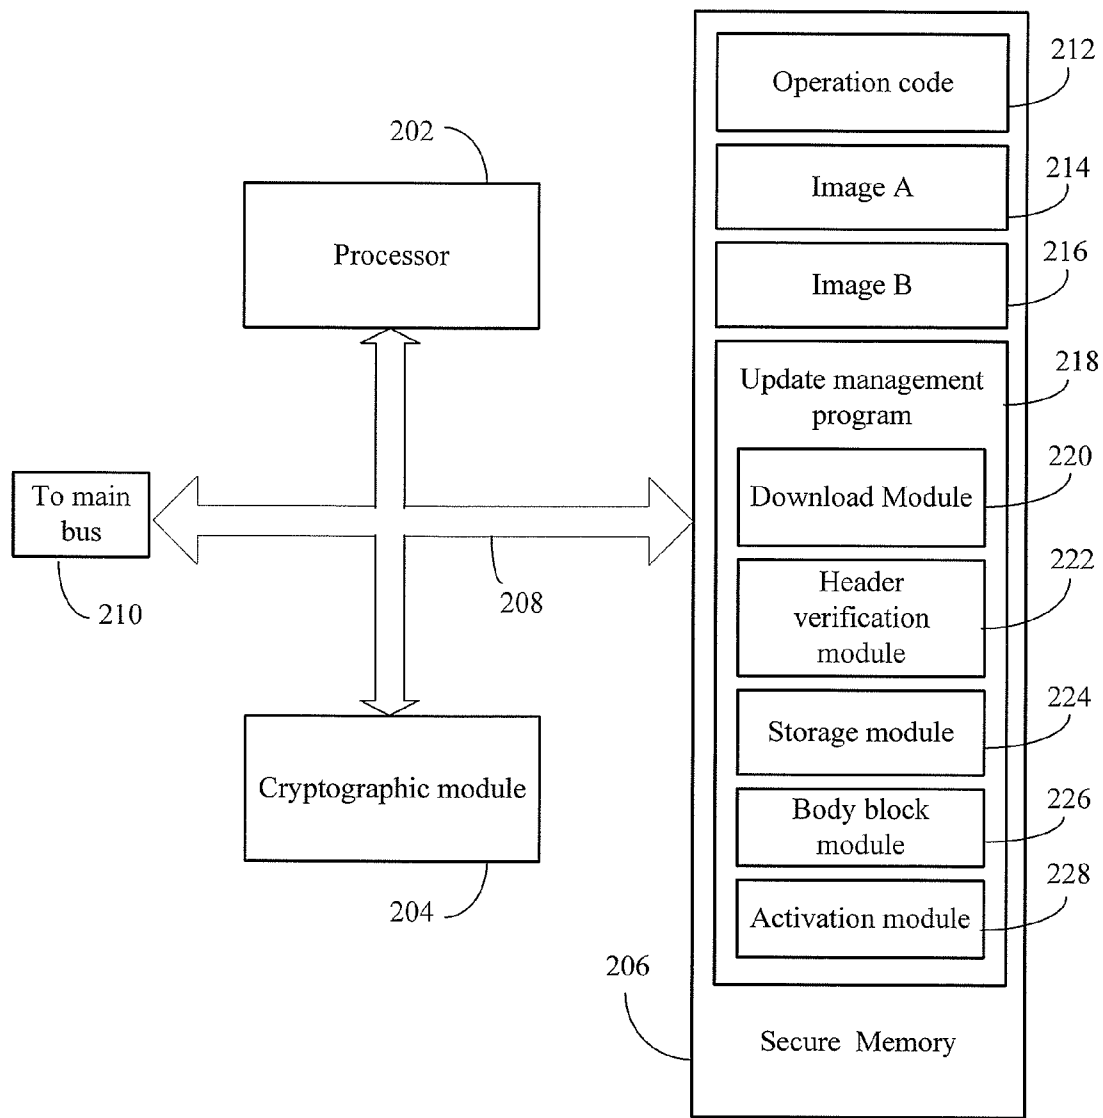 Operation code
212
202
Image A
214
Processor
Image B
216
Update management
program
218
Download Module
220
To main
bus
210
208
Header
verification
module
222
Storage module
224
Cryptographic module
Body block
module
226
204
Activation module
228
206
Secure Memory